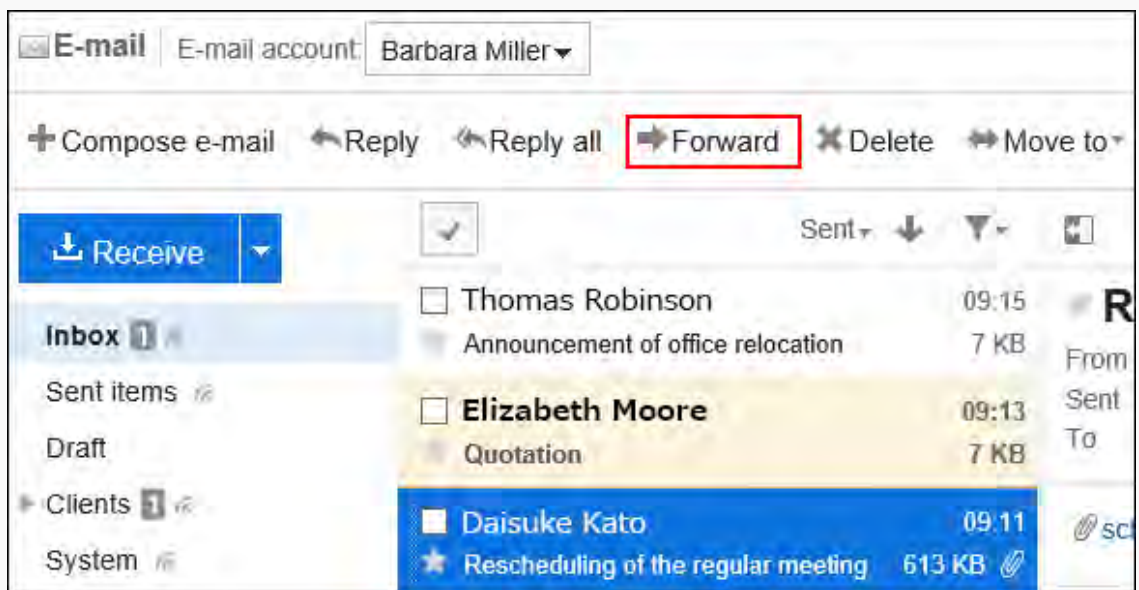 E-mail E-mail account: Barbara Miller
Compose e-mail Reply Reply all Forward Delete Move to
Receive
Sent
Inbox 1
Sent items
Draft
Clients 1
System
Thomas Robinson 09:15
Announcement of office relocation 7 KB
Elizabeth Moore 09:13
Quotation 7 KB
Daisuke Kato 09:11
Rescheduling of the regular meeting 613 KB
R
From
Sent
To